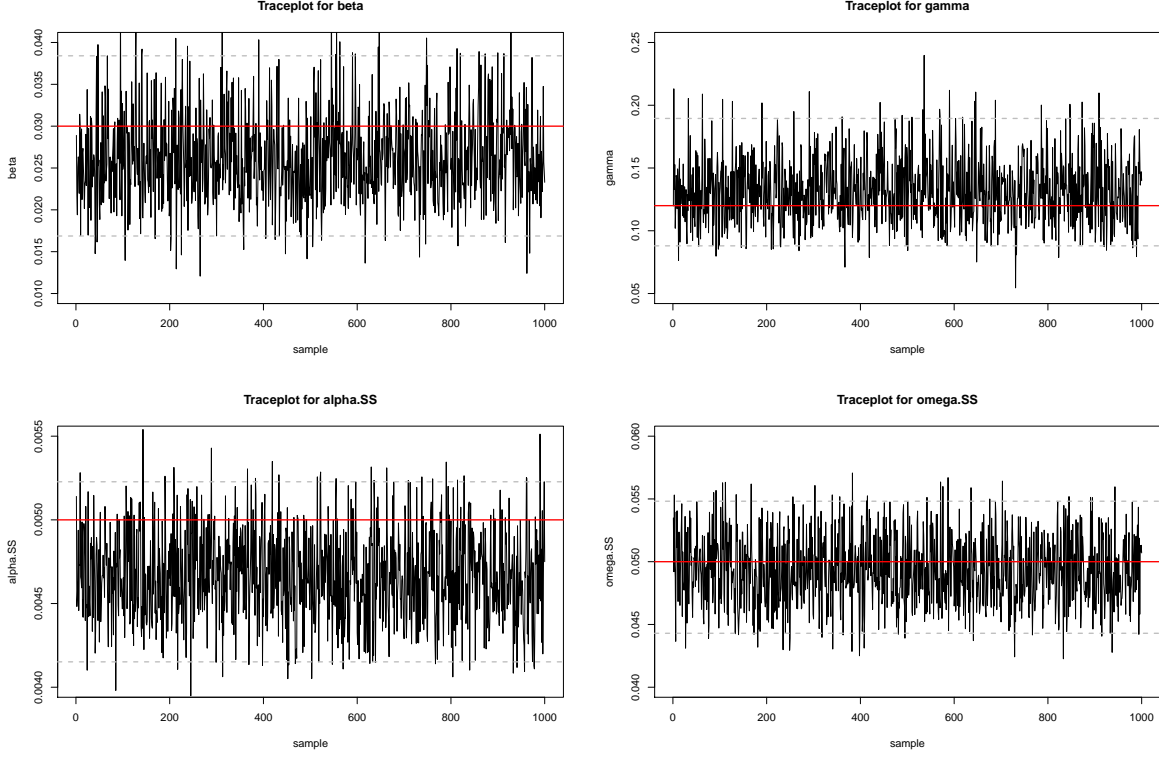 Traceplot for beta
beta
0.010 0.015 0.020 0.025 0.030 0.035 0.040
0 200 400 600 800 1000
sample
Traceplot for gamma
gamma
0.05 0.10 0.15 0.20 0.25
0 200 400 600 800 1000
sample
Traceplot for alpha.SS
alpha.SS
0.0040 0.0045 0.0050 0.0055
0 200 400 600 800 1000
sample
Traceplot for omega.SS
omega.SS
0.040 0.045 0.050 0.055 0.060
0 200 400 600 800 1000
sample